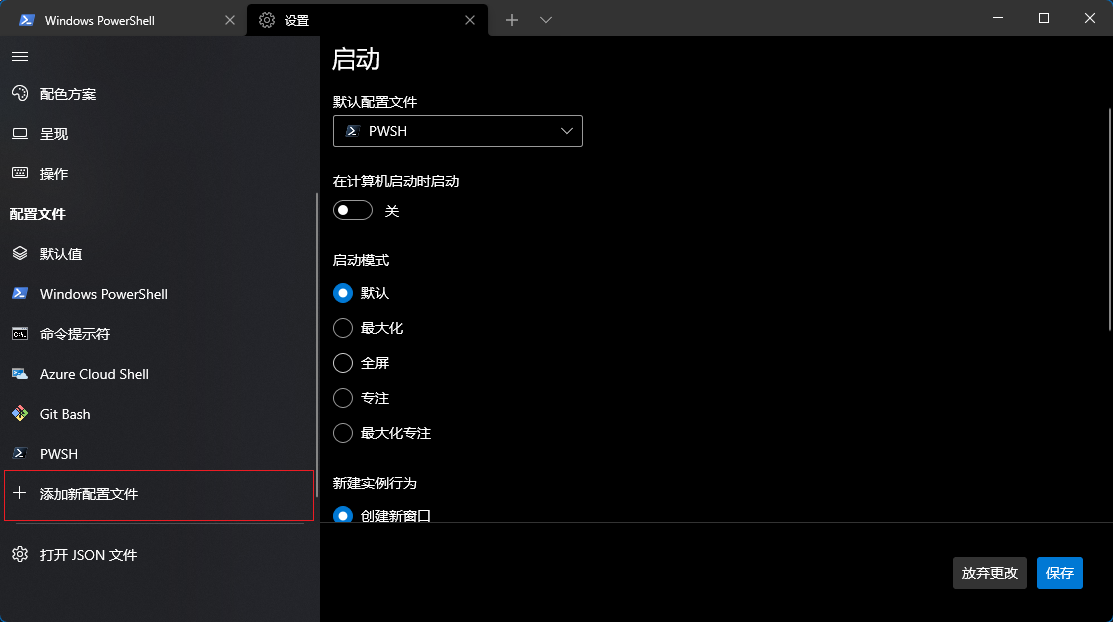 Windows PowerShell
设置
配色方案
呈现
操作
配置文件
默认值
Windows PowerShell
命令提示符
Azure Cloud Shell
Git Bash
PWSH
添加新配置文件
打开 JSON 文件
启动
默认配置文件
PWSH
在计算机启动时启动
关
启动模式
默认
最大化
全屏
专注
最大化专注
新建实例行为
创建新窗口
放弃更改
保存